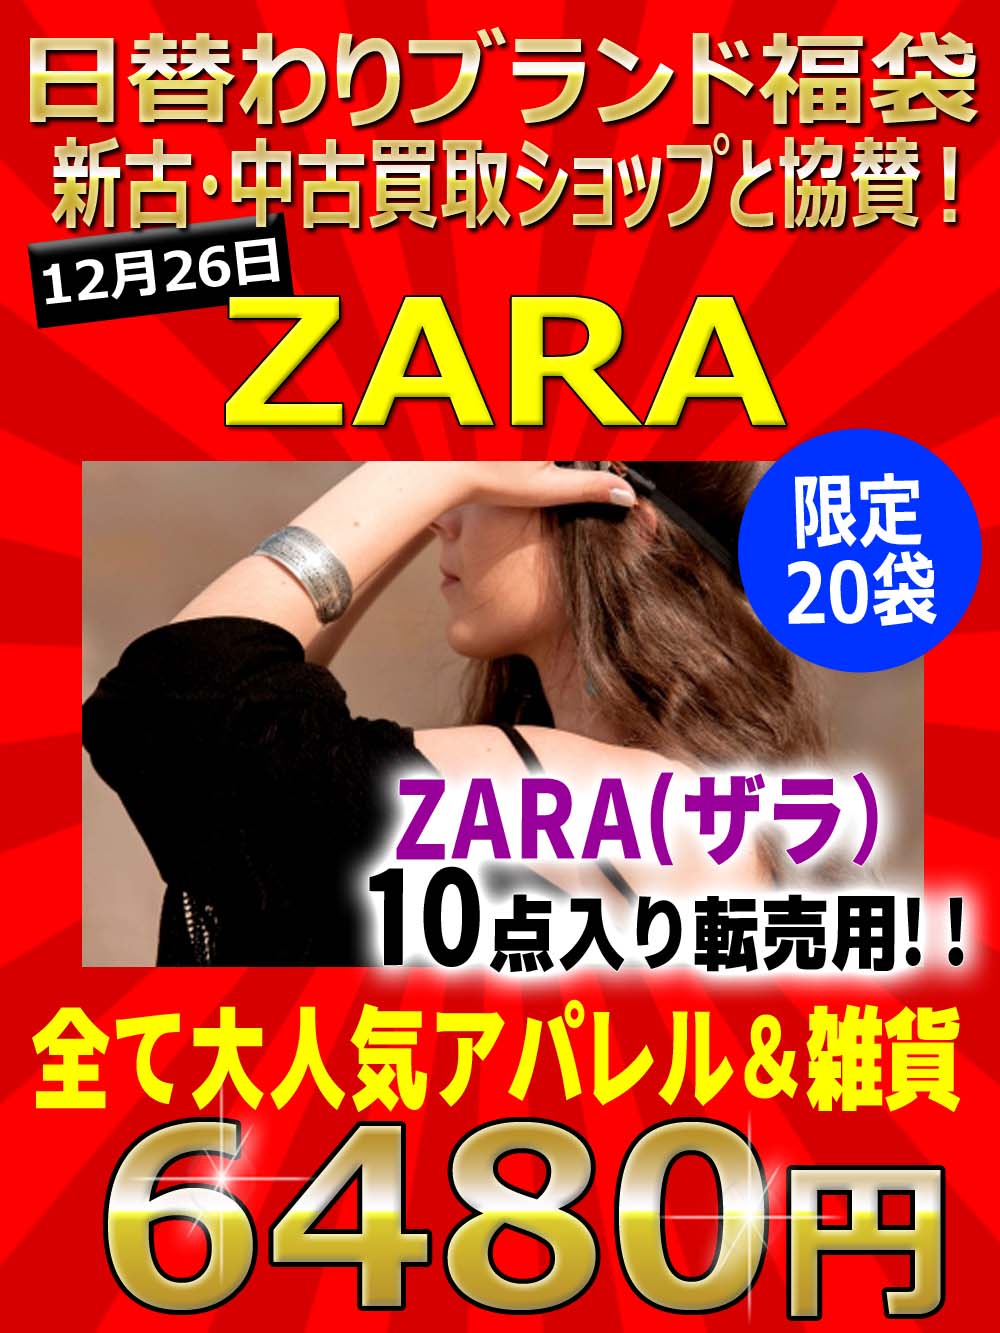 日替わりブランド福袋
新古・中古買取ショップと協賛！
12月26日
ZARA
限定
20袋
ZARA(ザラ)
10点入り転売用!!
全て大人気アパレル＆雑貨
6480円